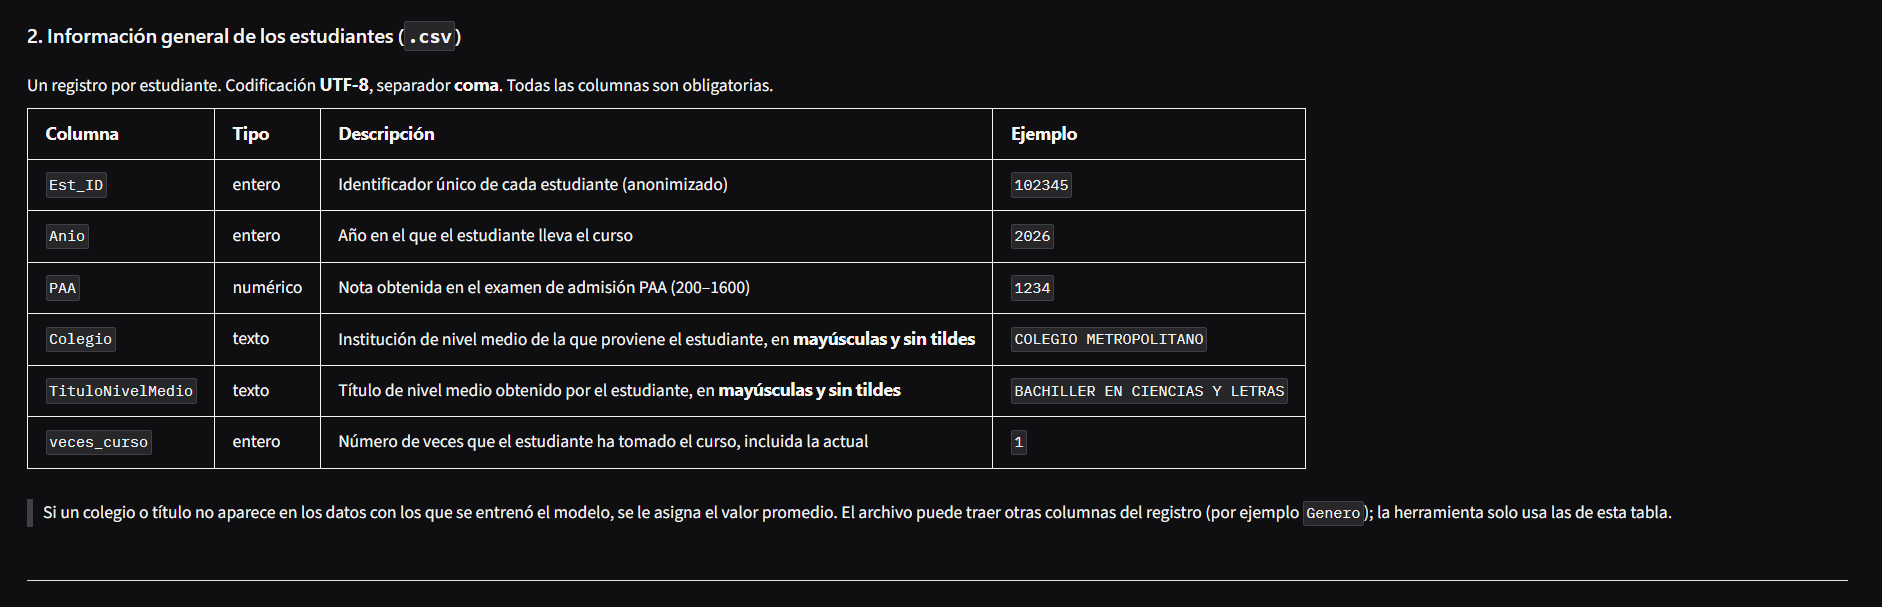 2. Información general de los estudiantes (.csv)
Un registro por estudiante. Codificación UTF-8, separador coma. Todas las columnas son obligatorias.
Columna Tipo Descripción Ejemplo
Est_ID entero Identificador único de cada estudiante (anonimizado) 102345
Anio entero Año en el que el estudiante lleva el curso 2026
PAA numérico Nota obtenida en el examen de admisión PAA (200–1600) 1234
Colegio texto Institución de nivel medio de la que proviene el estudiante, en mayúsculas y sin tildes COLEGIO METROPOLITANO
TituloNivelMedio texto Título de nivel medio obtenido por el estudiante, en mayúsculas y sin tildes BACHILLER EN CIENCIAS Y LETRAS
veces_curso entero Número de veces que el estudiante ha tomado el curso, incluida la actual 1
Si un colegio o título no aparece en los datos con los que se entrenó el modelo, se le asigna el valor promedio. El archivo puede traer otras columnas del registro (por ejemplo Genero); la herramienta solo usa las de esta tabla.